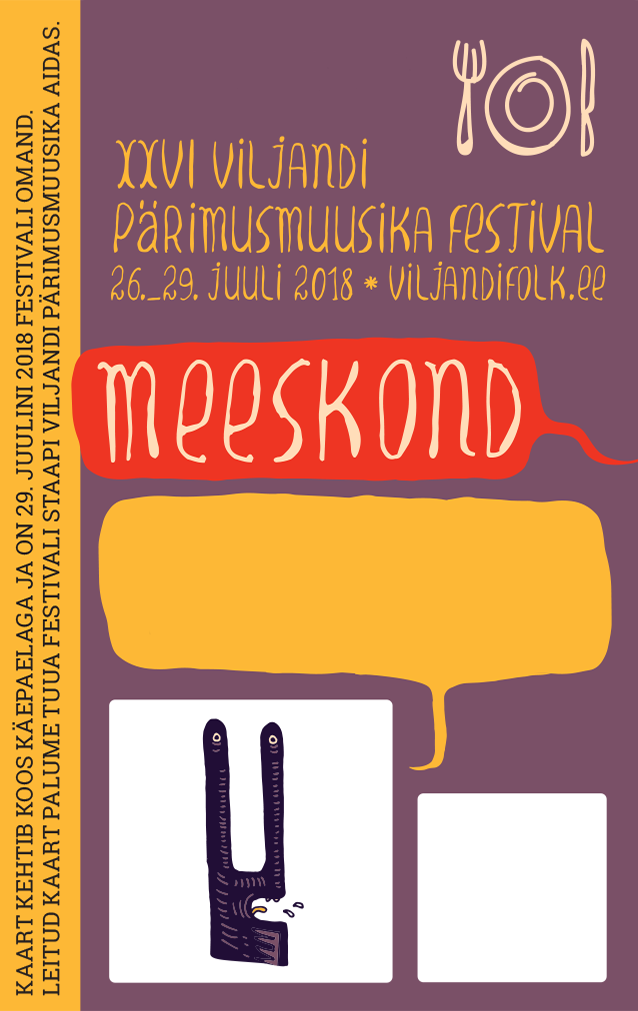 KAART KEHTIB KOOS KÄEPAELAGA JA ON 29. JUULINI 2018 FESTIVALI OMAND.
LEITUD KAART PALUME TUUA FESTIVALI STAAPI VILJANDI PÄRIMUSMUUSIKA AIDAS.
XXVI VILJANDI
PÄRIMUSMUUSIKA FESTIVAL
26._29. JUULI 2018 * VILJANDIFOLK.EE
MEESKOND